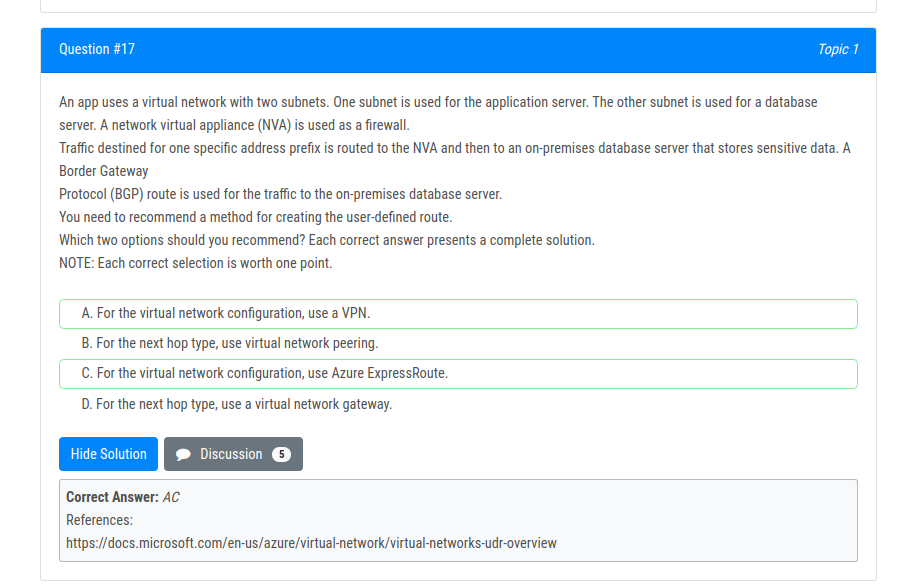 Question #17
Topic 1
An app uses a virtual network with two subnets. One subnet is used for the application server. The other subnet is used for a database
server. A network virtual appliance (NVA) is used as a firewall.
Traffic destined for one specific address prefix is routed to the NVA and then to an on-premises database server that stores sensitive data. A
Border Gateway
Protocol (BGP) route is used for the traffic to the on-premises database server.
You need to recommend a method for creating the user-defined route.
Which two options should you recommend? Each correct answer presents a complete solution.
NOTE: Each correct selection is worth one point.
A. For the virtual network configuration, use a VPN.
B. For the next hop type, use virtual network peering.
C. For the virtual network configuration, use Azure ExpressRoute.
D. For the next hop type, use a virtual network gateway.
Hide Solution
Discussion 5
Correct Answer: AC
References:
https://docs.microsoft.com/en-us/azure/virtual-network/virtual-networks-udr-overview